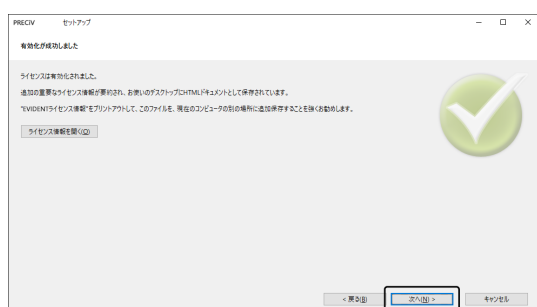 PRECiV セットアップ
有効化が成功しました
ライセンスは有効化されました。
追加の重要なライセンス情報が要約され、お使いのデスクトップにHTMLドキュメントとして保存されています。
"EVIDENTライセンス情報"をプリントアウトして、このファイルを、現在のコンピュータの別の場所に追加保存することを強くお勧めします。
ライセンス情報を開く(O)
< 戻る(B) 次へ(N) > キャンセル